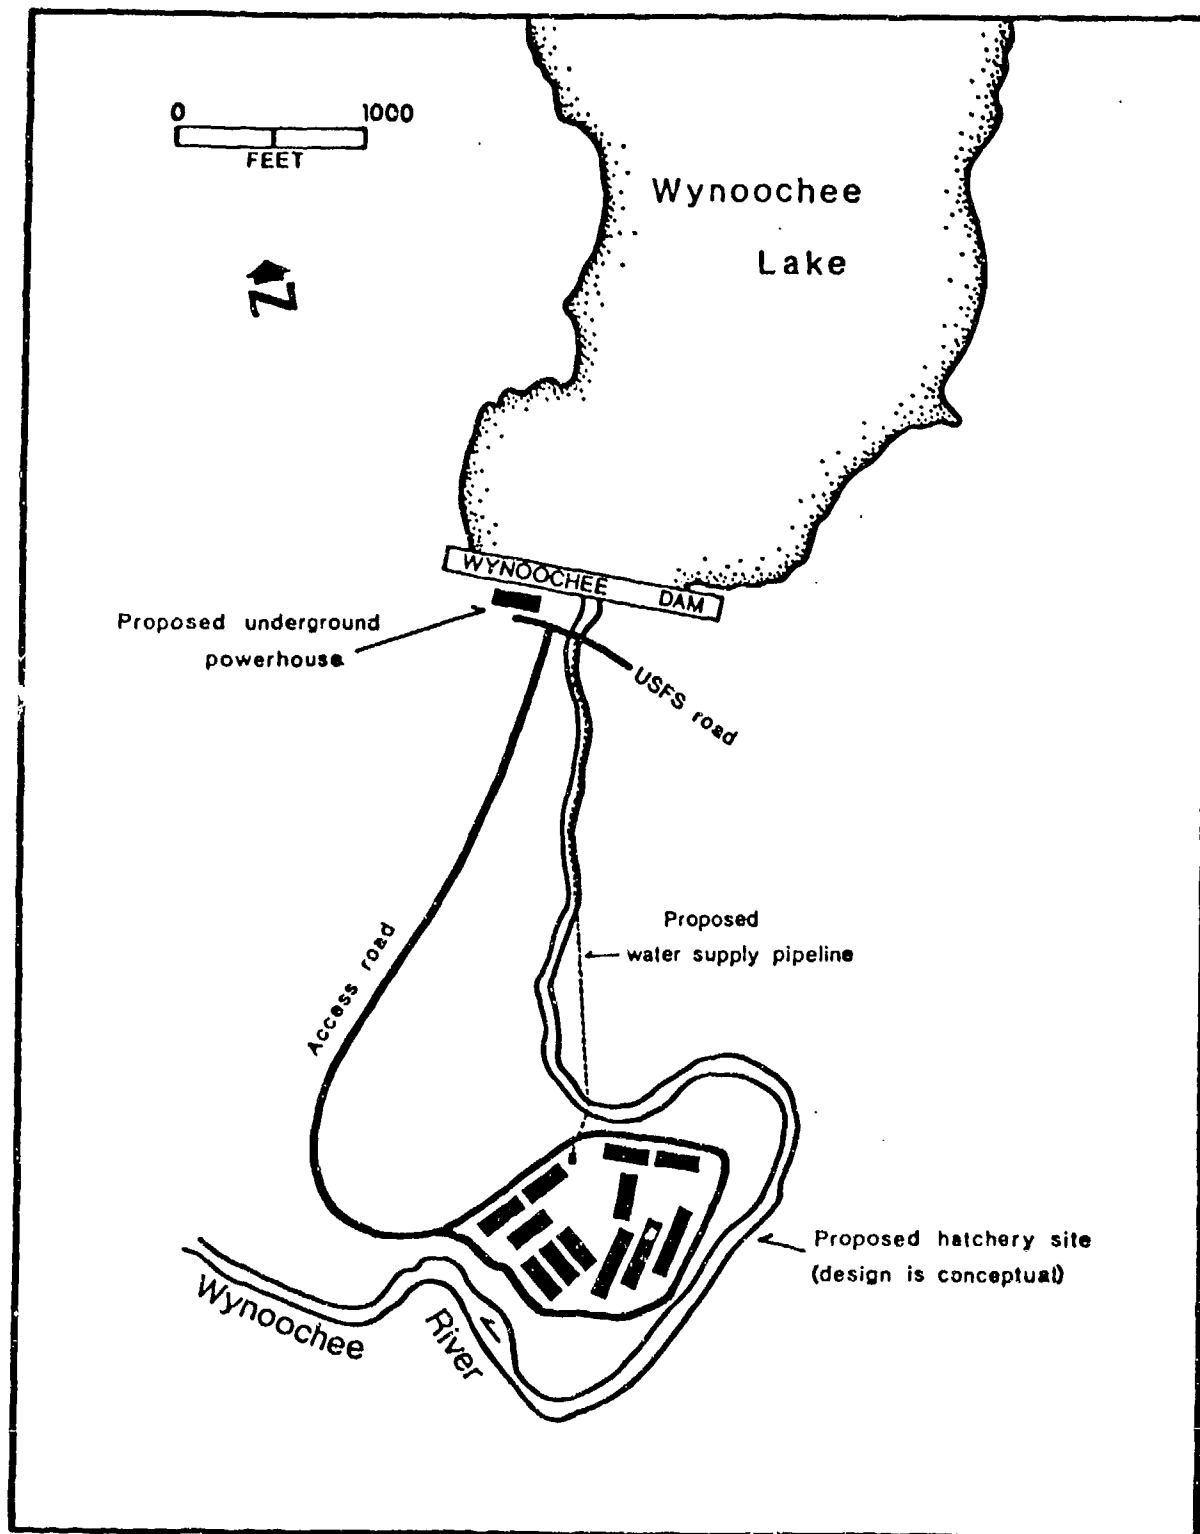 0 1000
FEET
N
Wynoochee
Lake
WYNOOCHEE DAM
Proposed underground
powerhouse
USFS road
Access road
Proposed
water supply pipeline
Proposed hatchery site
(design is conceptual)
Wynoochee
River